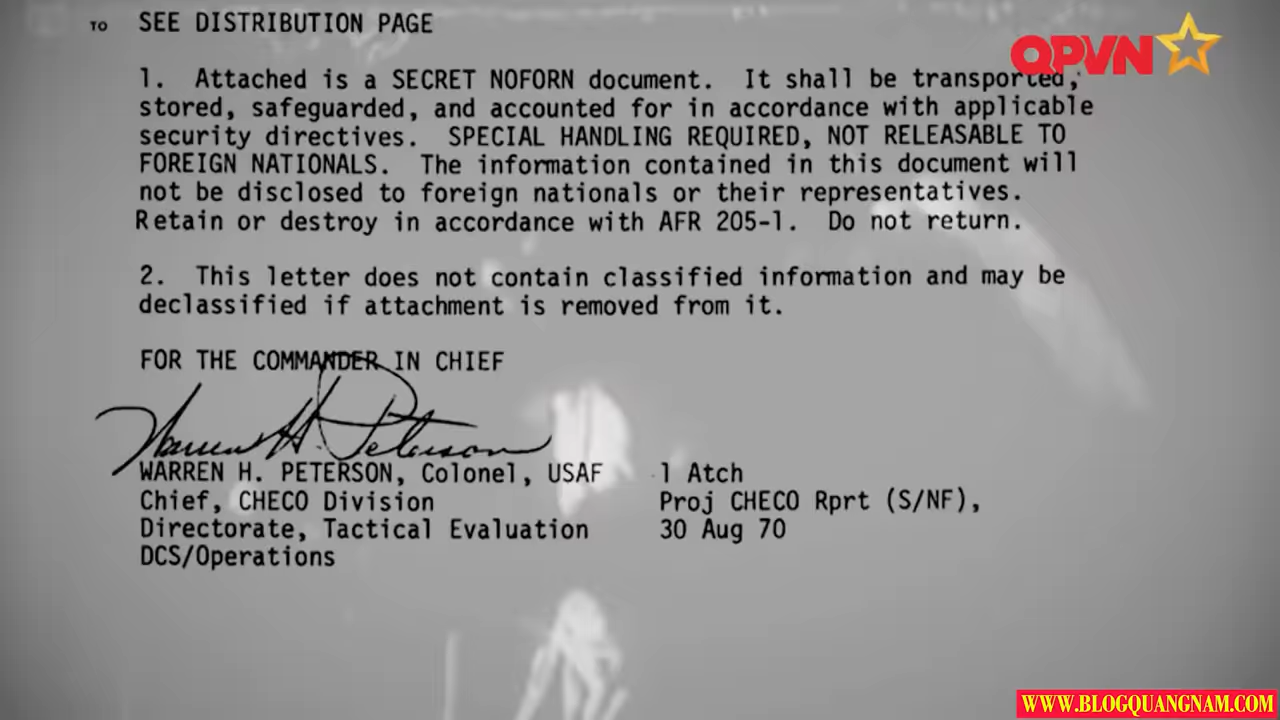 TO SEE DISTRIBUTION PAGE
QPVN
1. Attached is a SECRET NOFORN document. It shall be transported,
stored, safeguarded, and accounted for in accordance with applicable
security directives. SPECIAL HANDLING REQUIRED, NOT RELEASABLE TO
FOREIGN NATIONALS. The information contained in this document will
not be disclosed to foreign nationals or their representatives.
Retain or destroy in accordance with AFR 205-1. Do not return.
2. This letter does not contain classified information and may be
declassified if attachment is removed from it.
FOR THE COMMANDER IN CHIEF
Warren H. Peterson
WARREN H. PETERSON, Colonel, USAF 1 Atch
Chief, CHECO Division Proj CHECO Rprt (S/NF),
Directorate, Tactical Evaluation 30 Aug 70
DCS/Operations
WWW.BLOGQUANGNAM.COM